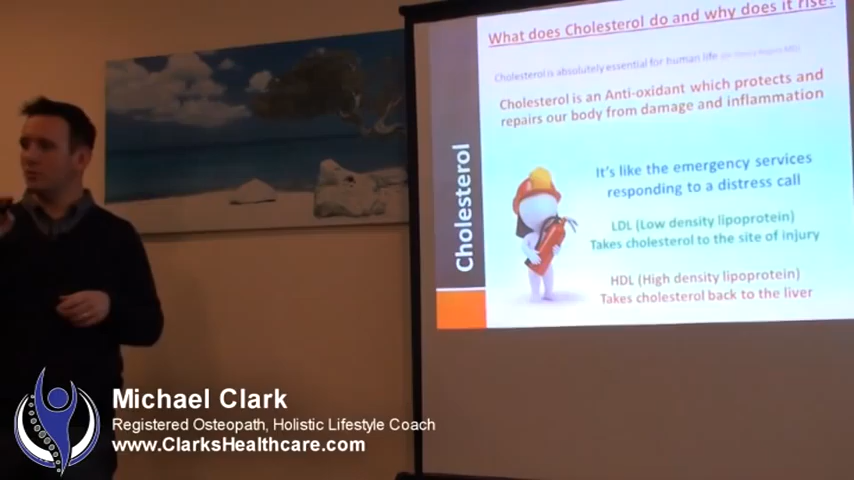 What does Cholesterol do and why does it rise?
Cholesterol is absolutely essential for human life
Cholesterol is an Anti-oxidant which protects and
repairs our body from damage and inflammation
Cholesterol
It's like the emergency services
responding to a distress call
LDL (Low density lipoprotein)
Takes cholesterol to the site of injury
HDL (High density lipoprotein)
Takes cholesterol back to the liver
Michael Clark
Registered Osteopath, Holistic Lifestyle Coach
www.ClarksHealthcare.com